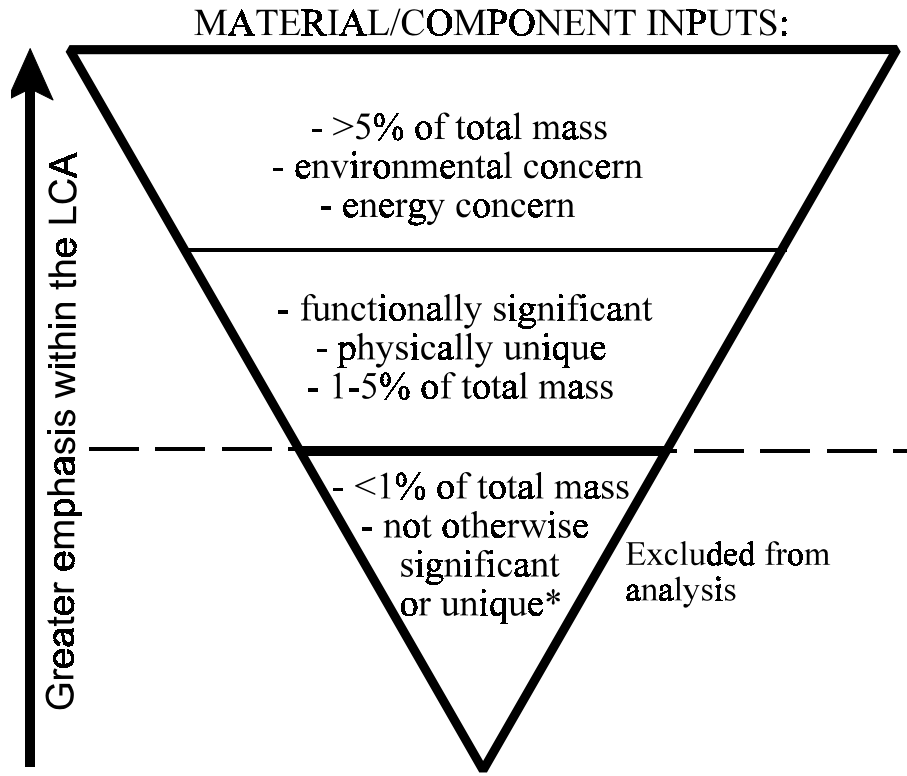 MATERIAL/COMPONENT INPUTS:
- >5% of total mass
- environmental concern
- energy concern
- functionally significant
- physically unique
- 1-5% of total mass
- <1% of total mass
- not otherwise
significant
or unique*
Excluded from
analysis
Greater emphasis within the LCA